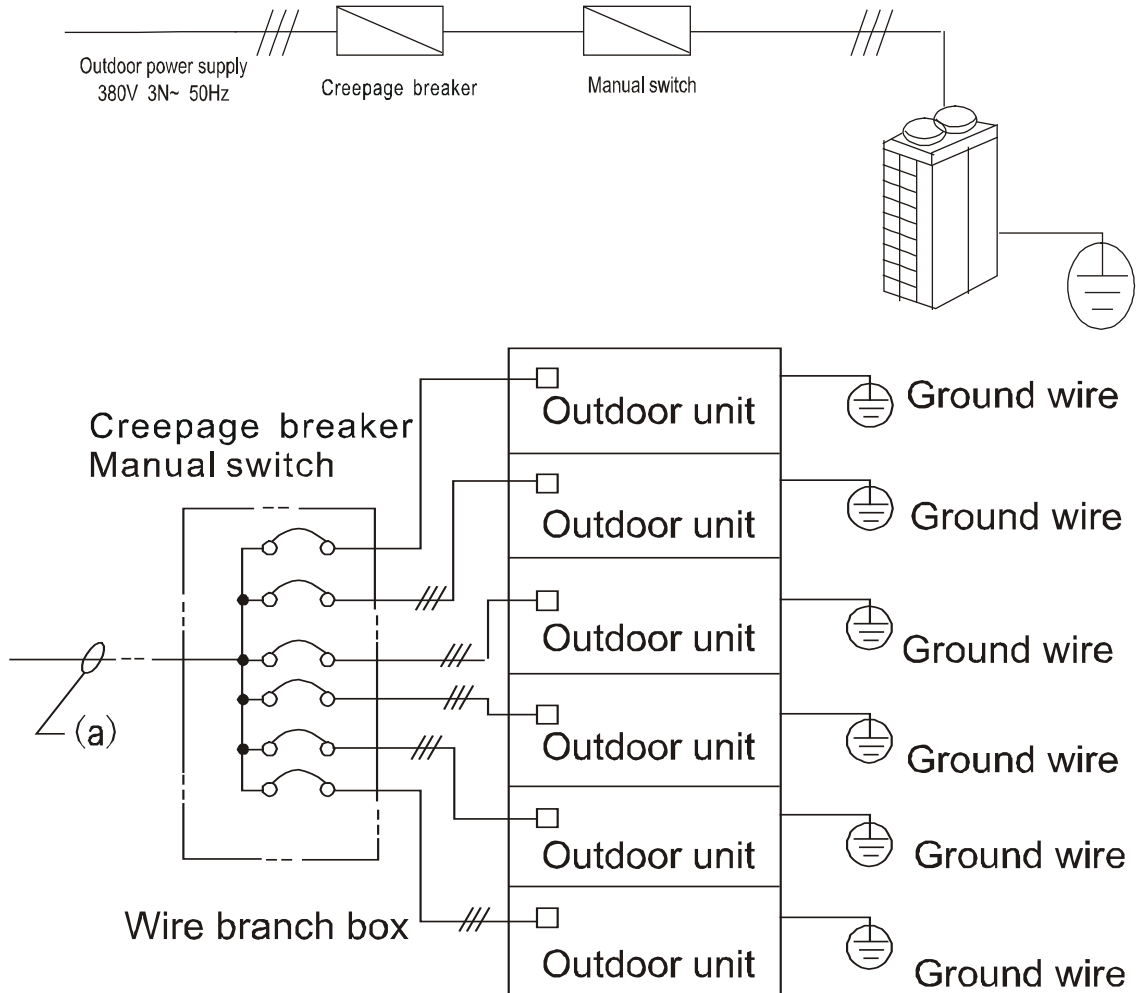 Outdoor power supply
380V 3N~ 50Hz
Creepage breaker
Manual switch
Creepage breaker
Manual switch
(a)
Wire branch box
Outdoor unit
Ground wire
Outdoor unit
Ground wire
Outdoor unit
Ground wire
Outdoor unit
Ground wire
Outdoor unit
Ground wire
Outdoor unit
Ground wire